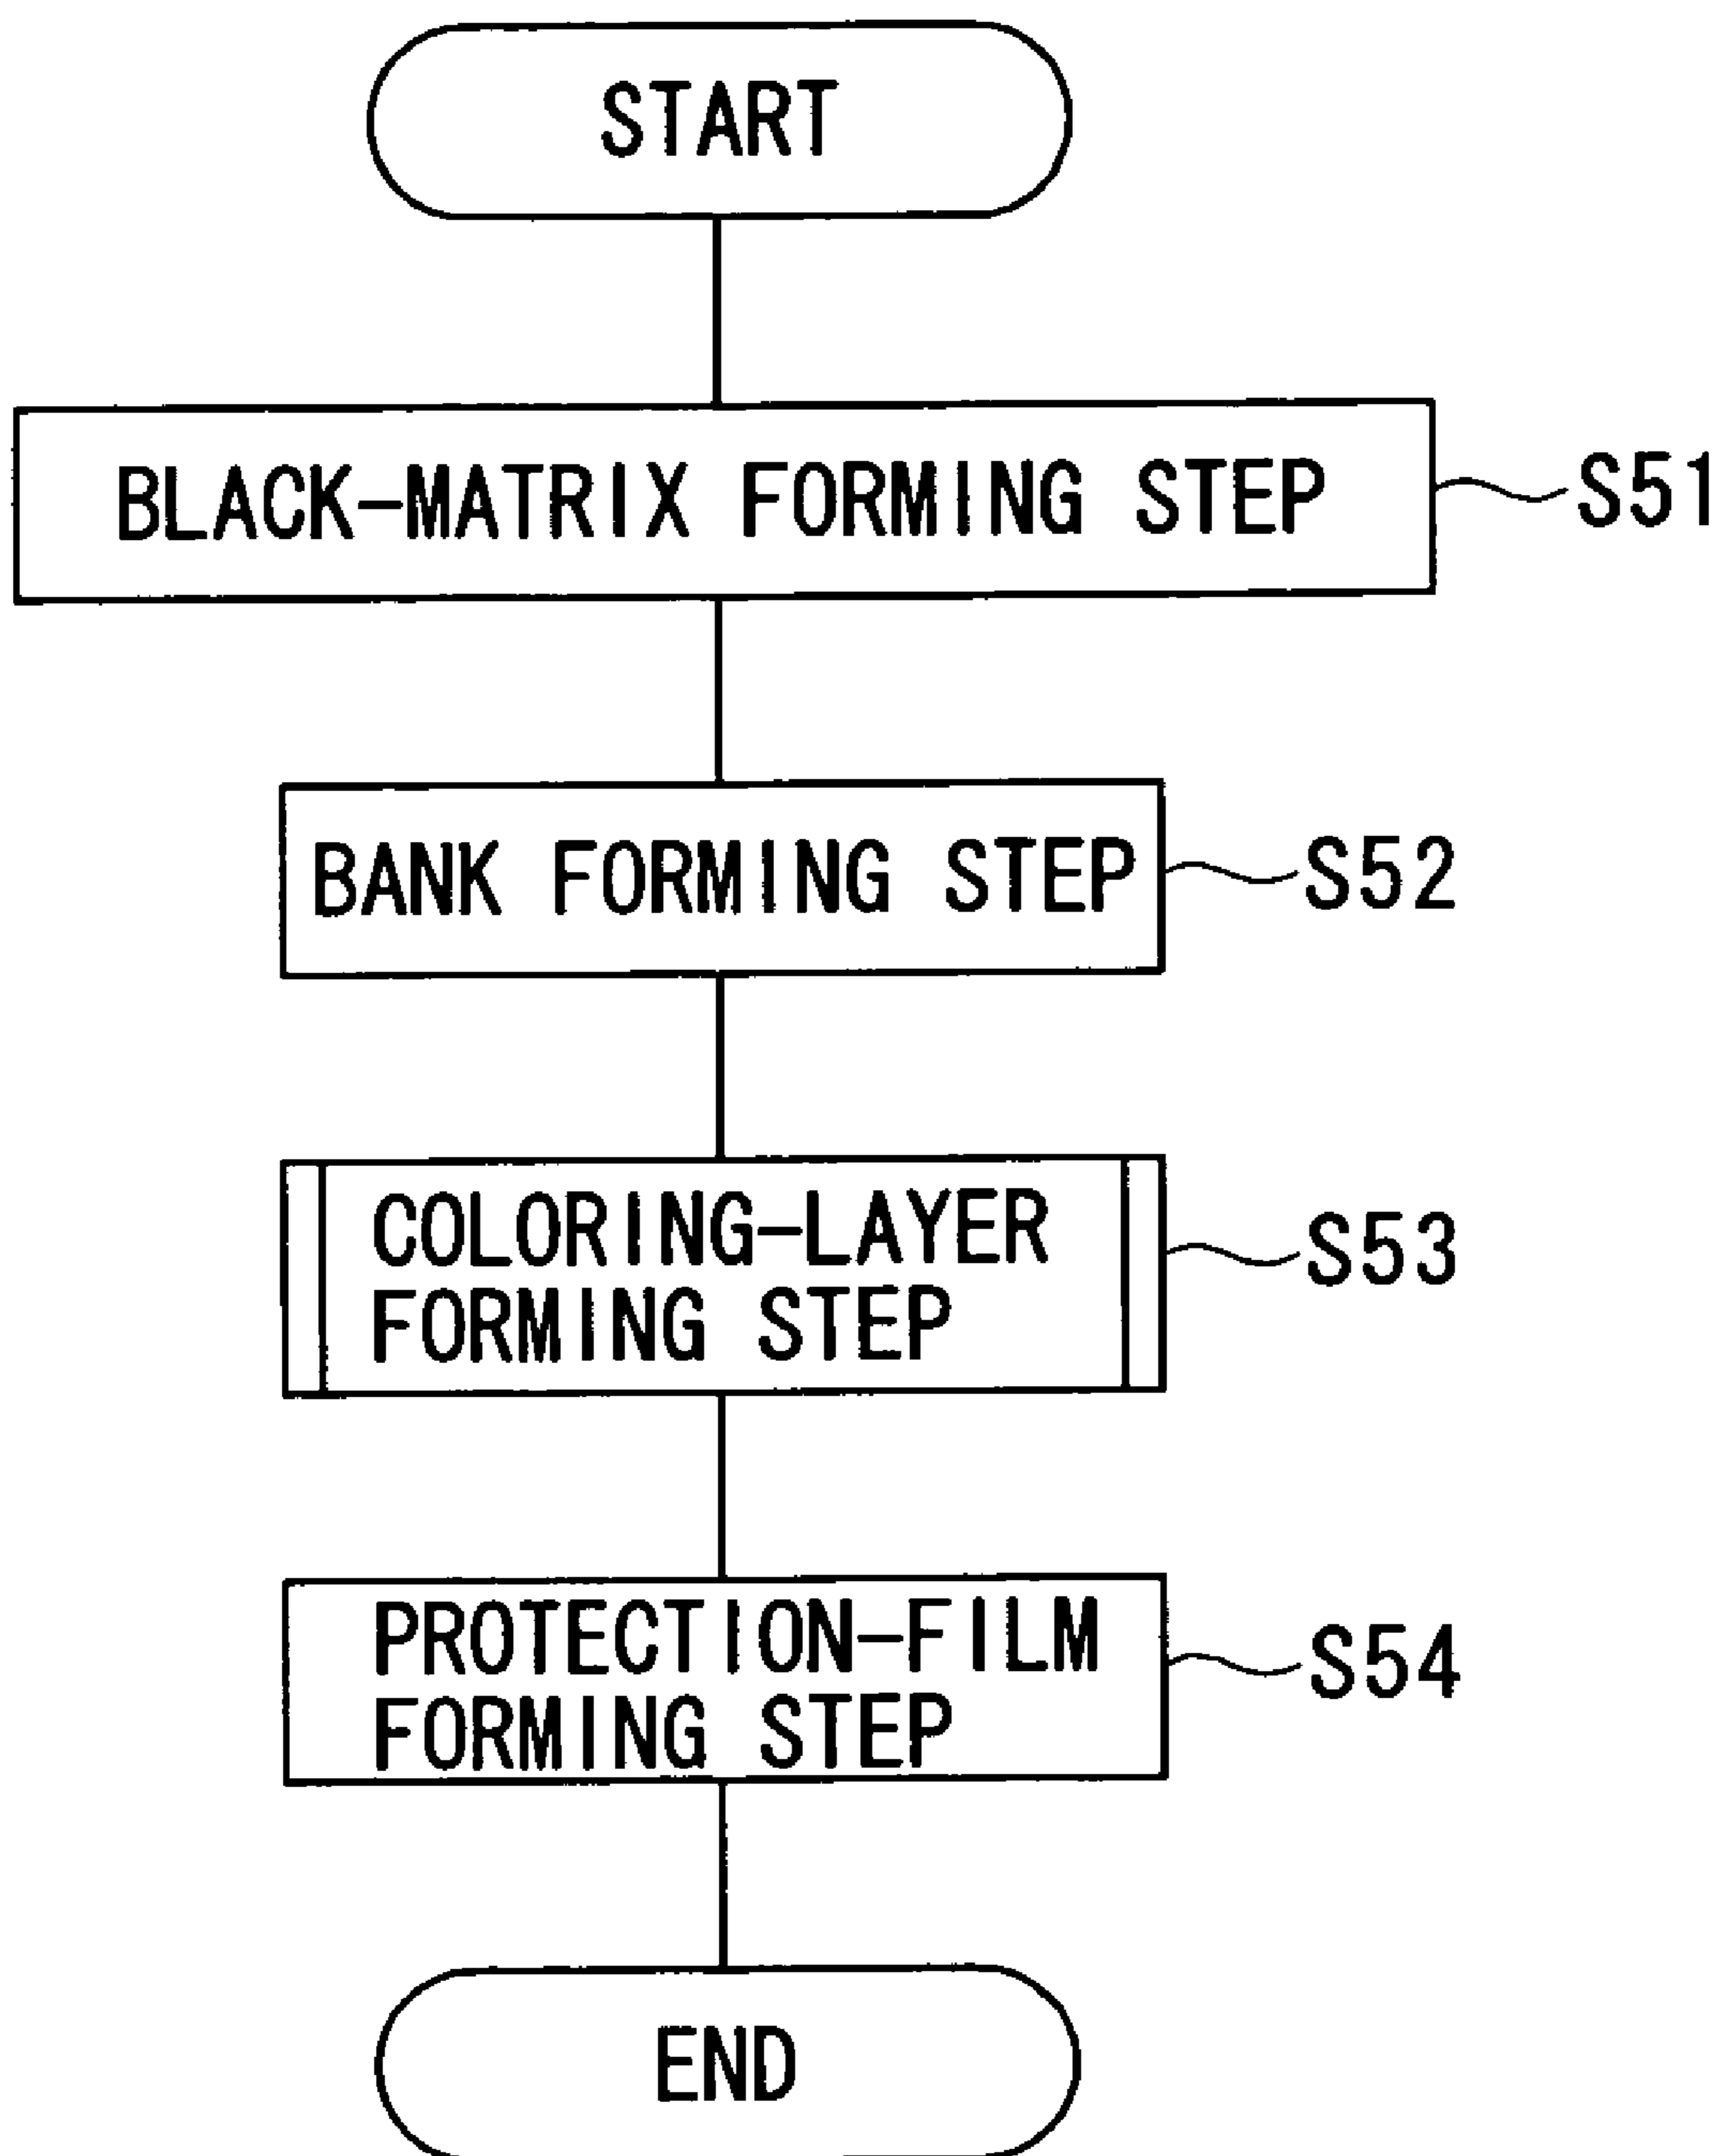 START
BLACK-MATRIX FORMING STEP
S51
BANK FORMING STEP
S52
COLORING-LAYER
FORMING STEP
S53
PROTECTION-FILM
FORMING STEP
S54
END